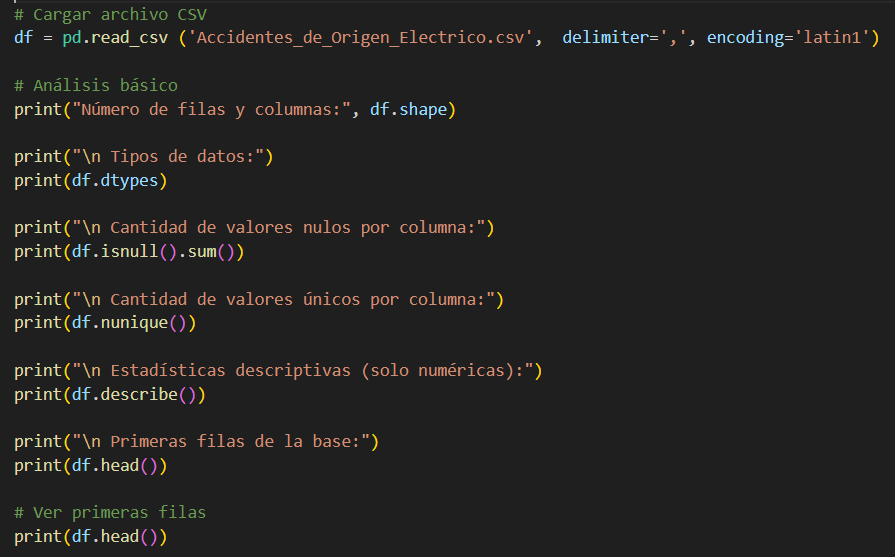 # Cargar archivo CSV
df = pd.read_csv ('Accidentes_de_Origen_Electrico.csv',  delimiter=',', encoding='latin1')
# Análisis básico
print("Número de filas y columnas:", df.shape)
print("\n Tipos de datos:")
print(df.dtypes)
print("\n Cantidad de valores nulos por columna:")
print(df.isnull().sum())
print("\n Cantidad de valores únicos por columna:")
print(df.nunique())
print("\n Estadísticas descriptivas (solo numéricas):")
print(df.describe())
print("\n Primeras filas de la base:")
print(df.head())
# Ver primeras filas
print(df.head())